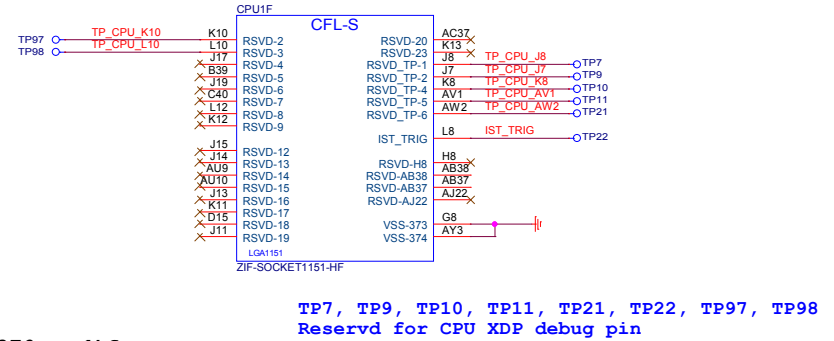 CPU1F
CFL-S
TP97 TP_CPU_K10 K10 RSVD-2 RSVD-20 AC37
TP98 TP_CPU_L10 L10 RSVD-3 RSVD-23 K13
J17 RSVD-4 RSVD_TP-1 J8 TP_CPU_J8 TP7
B39 RSVD-5 RSVD_TP-2 J7 TP_CPU_J7 TP9
J19 RSVD-6 RSVD_TP-4 K8 TP_CPU_K8 TP10
C40 RSVD-7 RSVD_TP-5 AV1 TP_CPU_AV1 TP11
L12 RSVD-8 RSVD_TP-6 AW2 TP_CPU_AW2 TP21
K12 RSVD-9
IST_TRIG L8 IST_TRIG TP22
J15 RSVD-12
J14 RSVD-13 RSVD-H8 H8
AU9 RSVD-14 RSVD-AB38 AB38
AU10 RSVD-15 RSVD-AB37 AB37
J13 RSVD-16 RSVD-AJ22 AJ22
K11 RSVD-17
D15 RSVD-18 VSS-373 G8
J11 RSVD-19 VSS-374 AY3
LGA1151
ZIF-SOCKET1151-HF
TP7, TP9, TP10, TP11, TP21, TP22, TP97, TP98
Reservd for CPU XDP debug pin